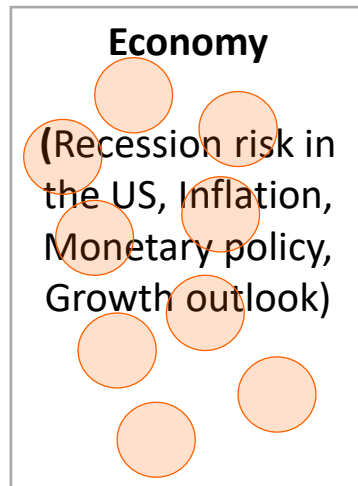 Economy
(Recession risk in
the US, Inflation,
Monetary policy,
Growth outlook)